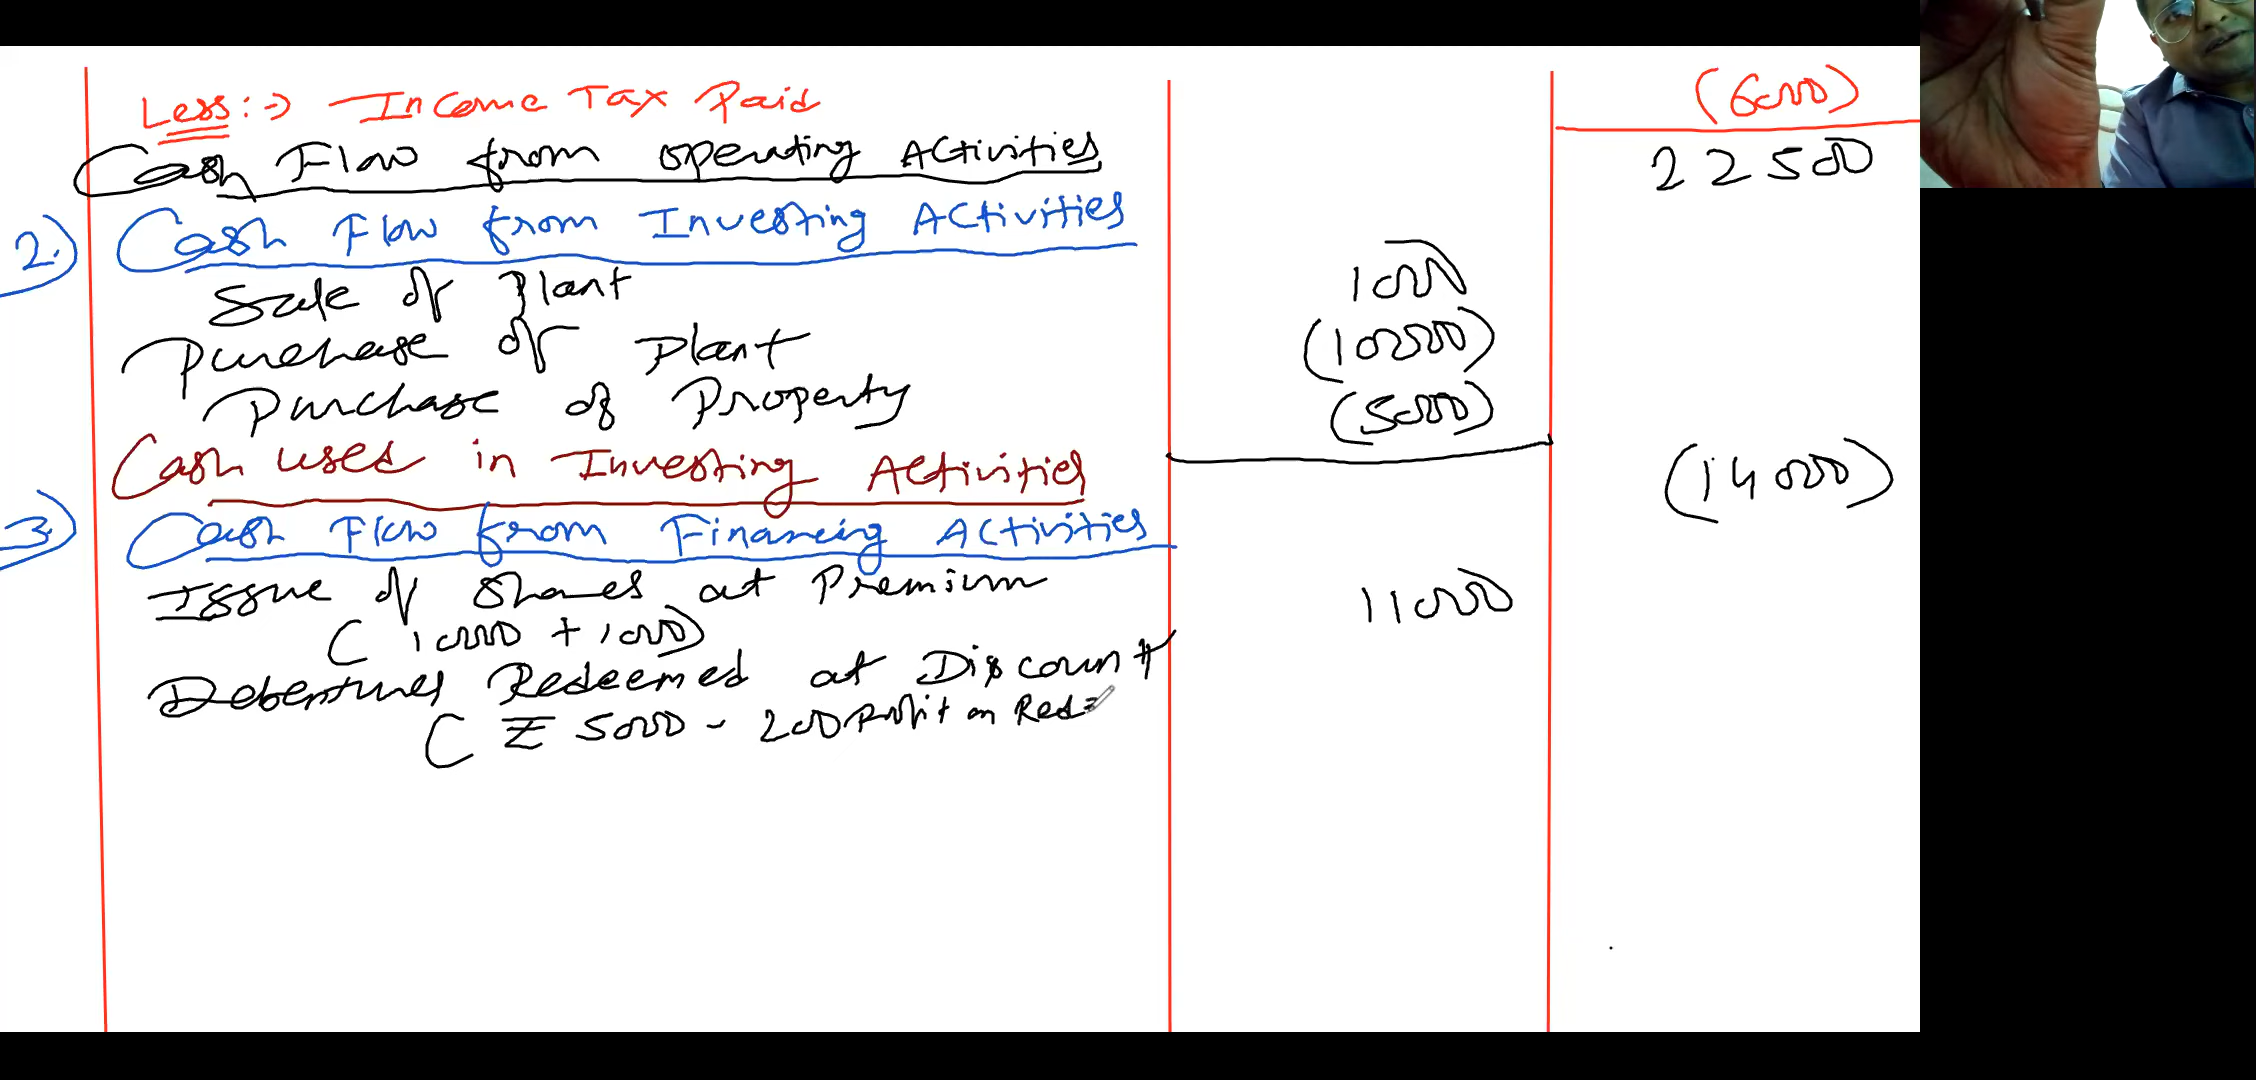 Less:-> Income Tax Paid (6000)
Cash Flow from operating Activities 22500
2.) Cash Flow from Investing Activities
Sale of Plant 1000
Purchase of Plant (10000)
Purchase of Property (5000)
Cash used in Investing Activities (14000)
3.) Cash Flow from Financing Activities
Issue of Shares at Premium 11000
(10000 + 1000)
Debentures Redeemed at Discount
(₹ 5000 - 200 Profit on Red